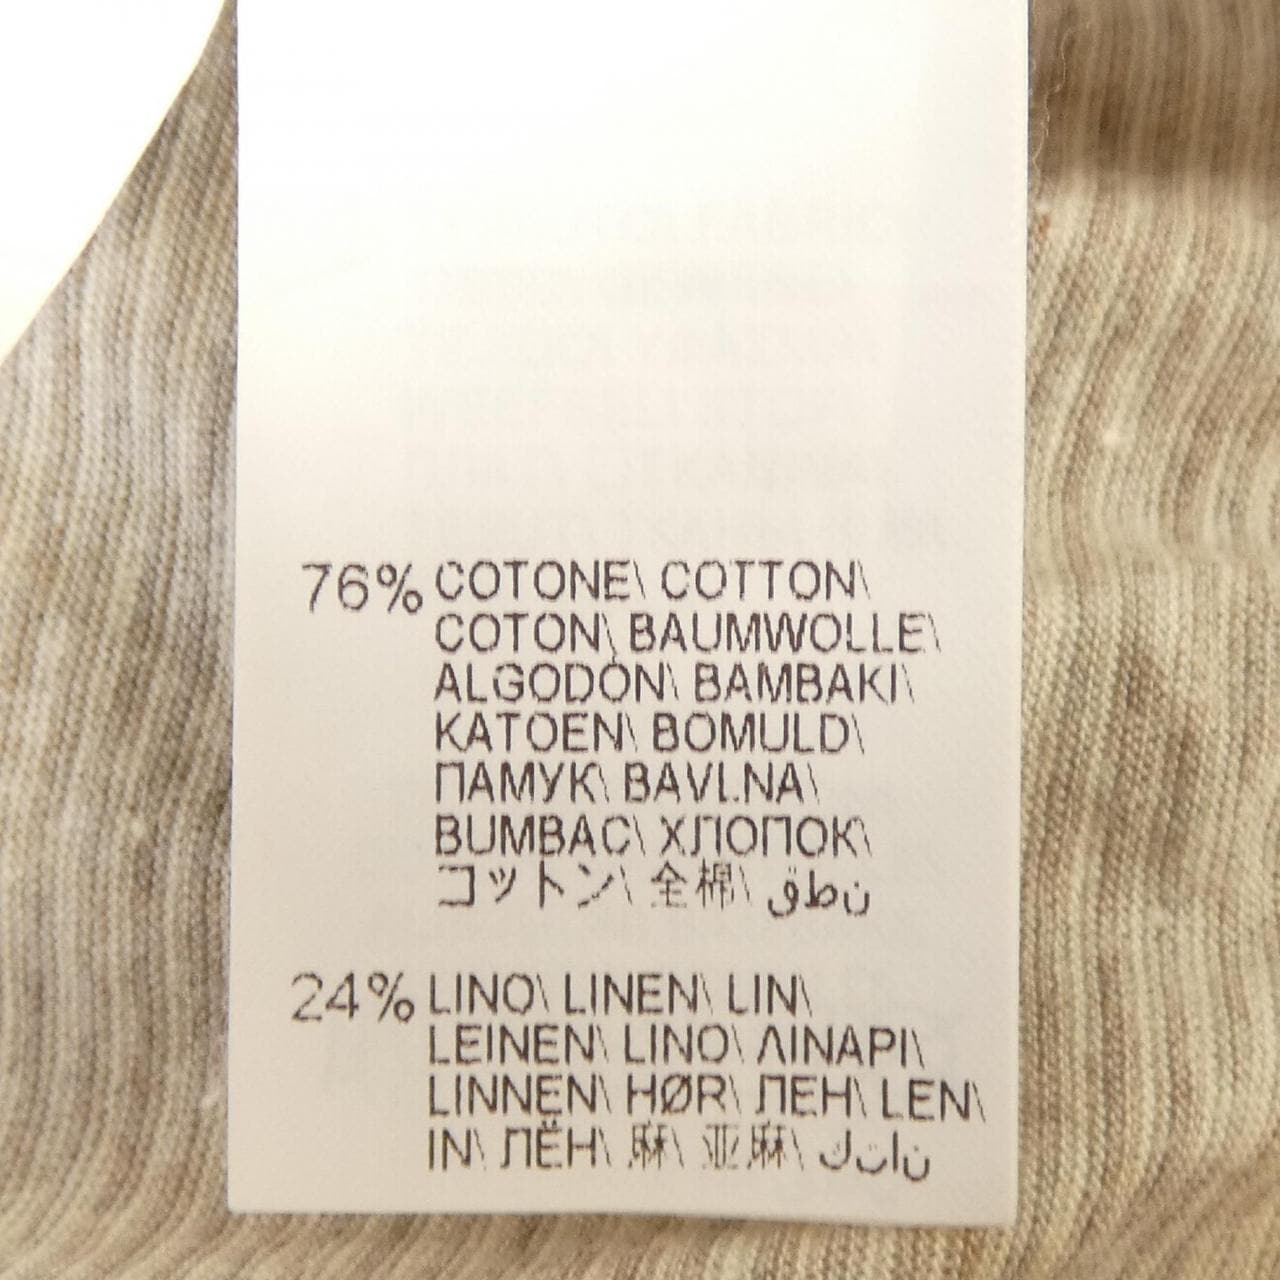 76% COTONE\ COTTON\
COTON\ BAUMWOLLE\
ALGODÓN\ BAMBAKI\
KATOEN\ BOMULD\
ПАМУК\ BAVLNA\
BUMBAC\ ХЛОПОК\
コットン\ 全棉\ قطن
24% LINO\ LINEN\ LIN\
LEINEN\ LINO\ ΛΙΝΑΡΙ\
LINNEN\ HØR\ ЛЕН\ LEN\
IN\ ЛЁН\ 麻\ 亚麻\ كتان